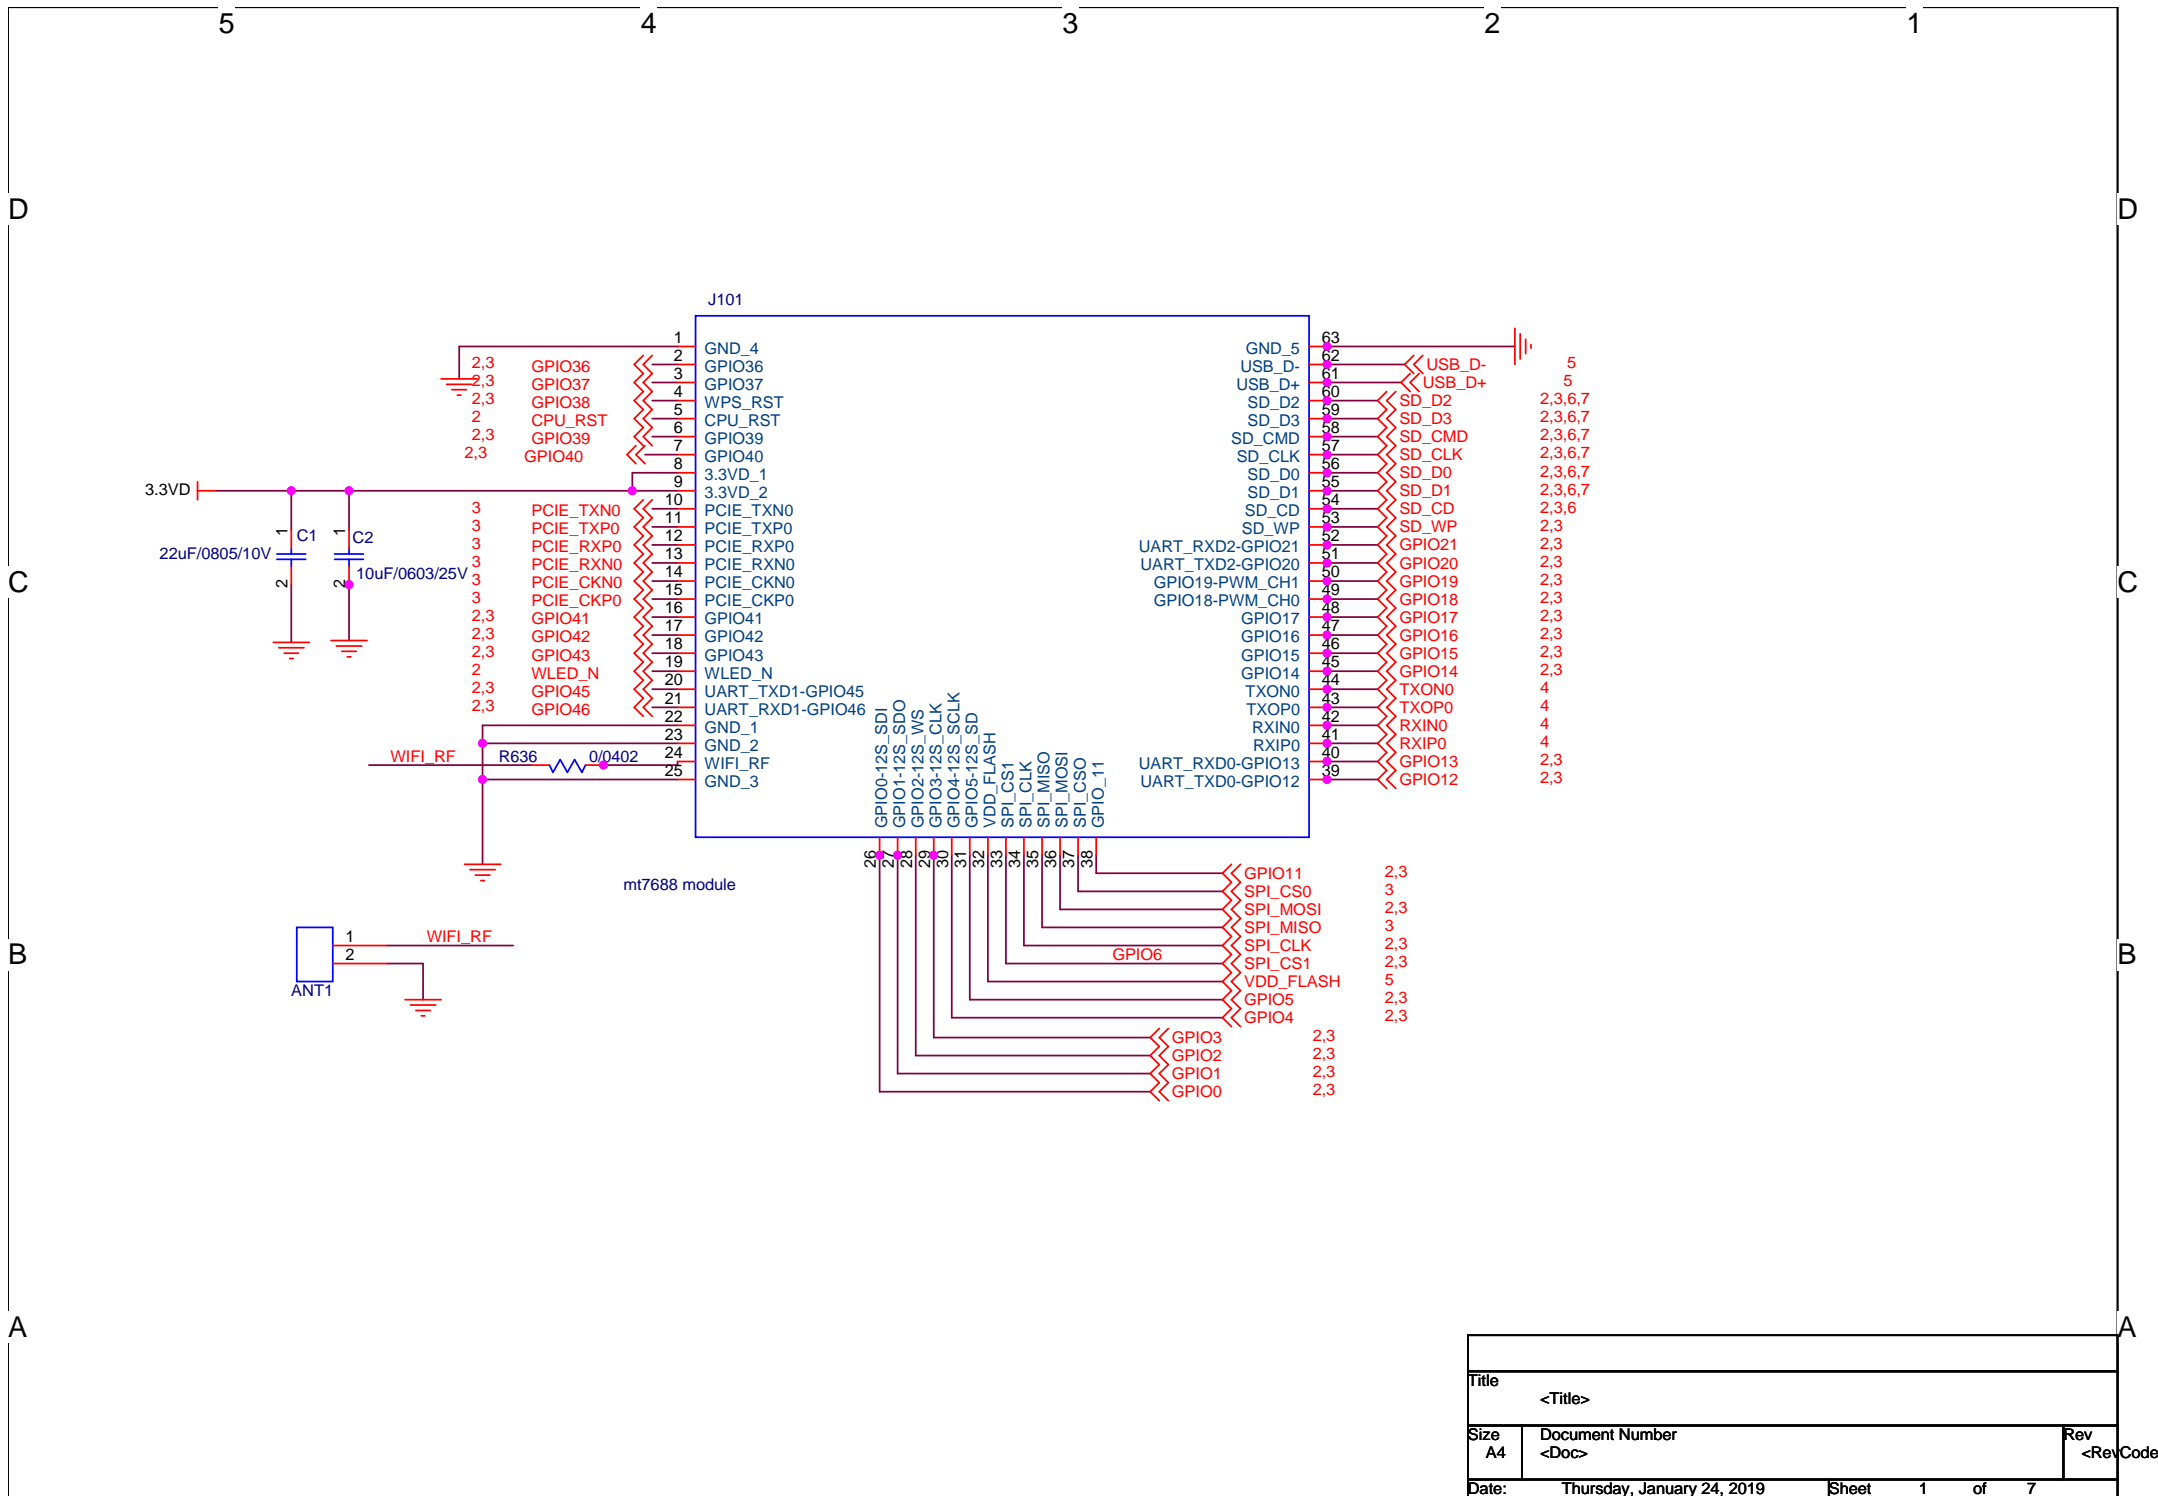 5 4 3 2 1
D D
J101
1 GND_4
2,3 GPIO36 2 GPIO36
2,3 GPIO37 3 GPIO37
2,3 GPIO38 4 WPS_RST
2 CPU_RST 5 CPU_RST
2,3 GPIO39 6 GPIO39
2,3 GPIO40 7 GPIO40
8 3.3VD_1
3.3VD 9 3.3VD_2
3 PCIE_TXN0 10 PCIE_TXN0
3 PCIE_TXP0 11 PCIE_TXP0
3 PCIE_RXP0 12 PCIE_RXP0
3 PCIE_RXN0 13 PCIE_RXN0
3 PCIE_CKN0 14 PCIE_CKN0
3 PCIE_CKP0 15 PCIE_CKP0
2,3 GPIO41 16 GPIO41
2,3 GPIO42 17 GPIO42
2,3 GPIO43 18 GPIO43
2 WLED_N 19 WLED_N
2,3 GPIO45 20 UART_TXD1-GPIO45
2,3 GPIO46 21 UART_RXD1-GPIO46
22 GND_1
23 GND_2
WIFI_RF R636 0/0402 24 WIFI_RF
25 GND_3
1 C1 2
22uF/0805/10V
1 C2 2
10uF/0603/25V
C C
GND_5 63
USB_D- 62 USB_D- 5
USB_D+ 61 USB_D+ 5
SD_D2 60 SD_D2 2,3,6,7
SD_D3 59 SD_D3 2,3,6,7
SD_CMD 58 SD_CMD 2,3,6,7
SD_CLK 57 SD_CLK 2,3,6,7
SD_D0 56 SD_D0 2,3,6,7
SD_D1 55 SD_D1 2,3,6,7
SD_CD 54 SD_CD 2,3,6
SD_WP 53 SD_WP 2,3
UART_RXD2-GPIO21 52 GPIO21 2,3
UART_TXD2-GPIO20 51 GPIO20 2,3
GPIO19-PWM_CH1 50 GPIO19 2,3
GPIO18-PWM_CH0 49 GPIO18 2,3
GPIO17 48 GPIO17 2,3
GPIO16 47 GPIO16 2,3
GPIO15 46 GPIO15 2,3
GPIO14 45 GPIO14 2,3
TXON0 44 TXON0 4
TXOP0 43 TXOP0 4
RXIN0 42 RXIN0 4
RXIP0 41 RXIP0 4
UART_RXD0-GPIO13 40 GPIO13 2,3
UART_TXD0-GPIO12 39 GPIO12 2,3
GPIO0-12S_SDI 26
GPIO1-12S_SDO 27
GPIO2-12S_WS 28
GPIO3-12S_CLK 29
GPIO4-12S_SCLK 30
GPIO5-12S_SD 31
VDD_FLASH 32
SPI_CS1 33
SPI_CLK 34
SPI_MISO 35
SPI_MOSI 36
SPI_CSO 37
GPIO_11 38
mt7688 module
GPIO11 2,3
SPI_CS0 3
SPI_MOSI 2,3
SPI_MISO 3
SPI_CLK 2,3
GPIO6 SPI_CS1 2,3
VDD_FLASH 5
GPIO5 2,3
GPIO4 2,3
GPIO3 2,3
GPIO2 2,3
GPIO1 2,3
GPIO0 2,3
1 WIFI_RF
2
ANT1
B B
A A
Title
<Title>
Size Document Number Rev
A4 <Doc> <RevCode
Date: Thursday, January 24, 2019 Sheet 1 of 7